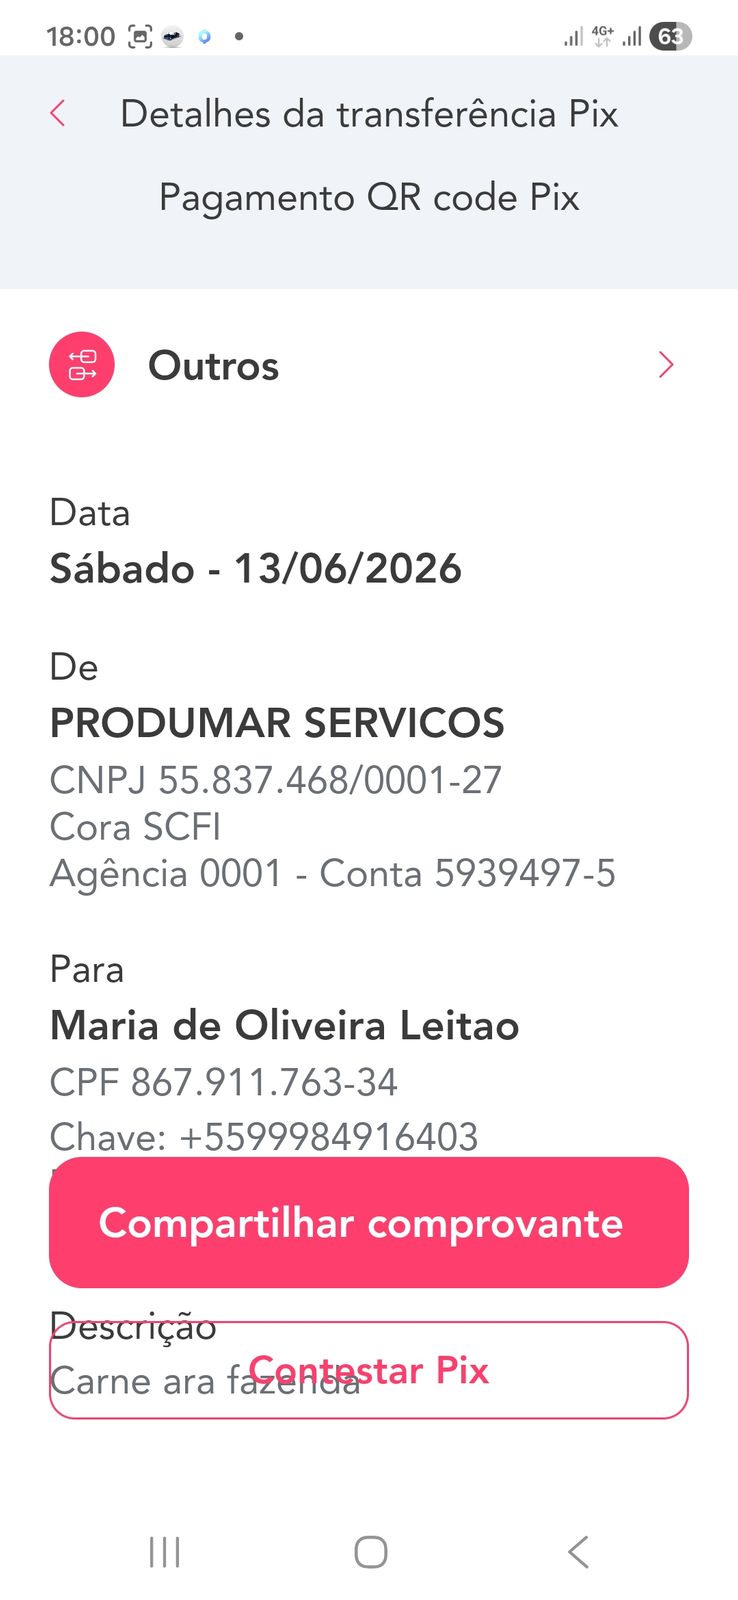 18:00
4G+
63
Detalhes da transferência Pix
Pagamento QR code Pix
Outros
Data
Sábado - 13/06/2026
De
PRODUMAR SERVICOS
CNPJ 55.837.468/0001-27
Cora SCFI
Agência 0001 - Conta 5939497-5
Para
Maria de Oliveira Leitao
CPF 867.911.763-34
Chave: +5599984916403
Compartilhar comprovante
Descrição
Carne ara fazenda
Contestar Pix